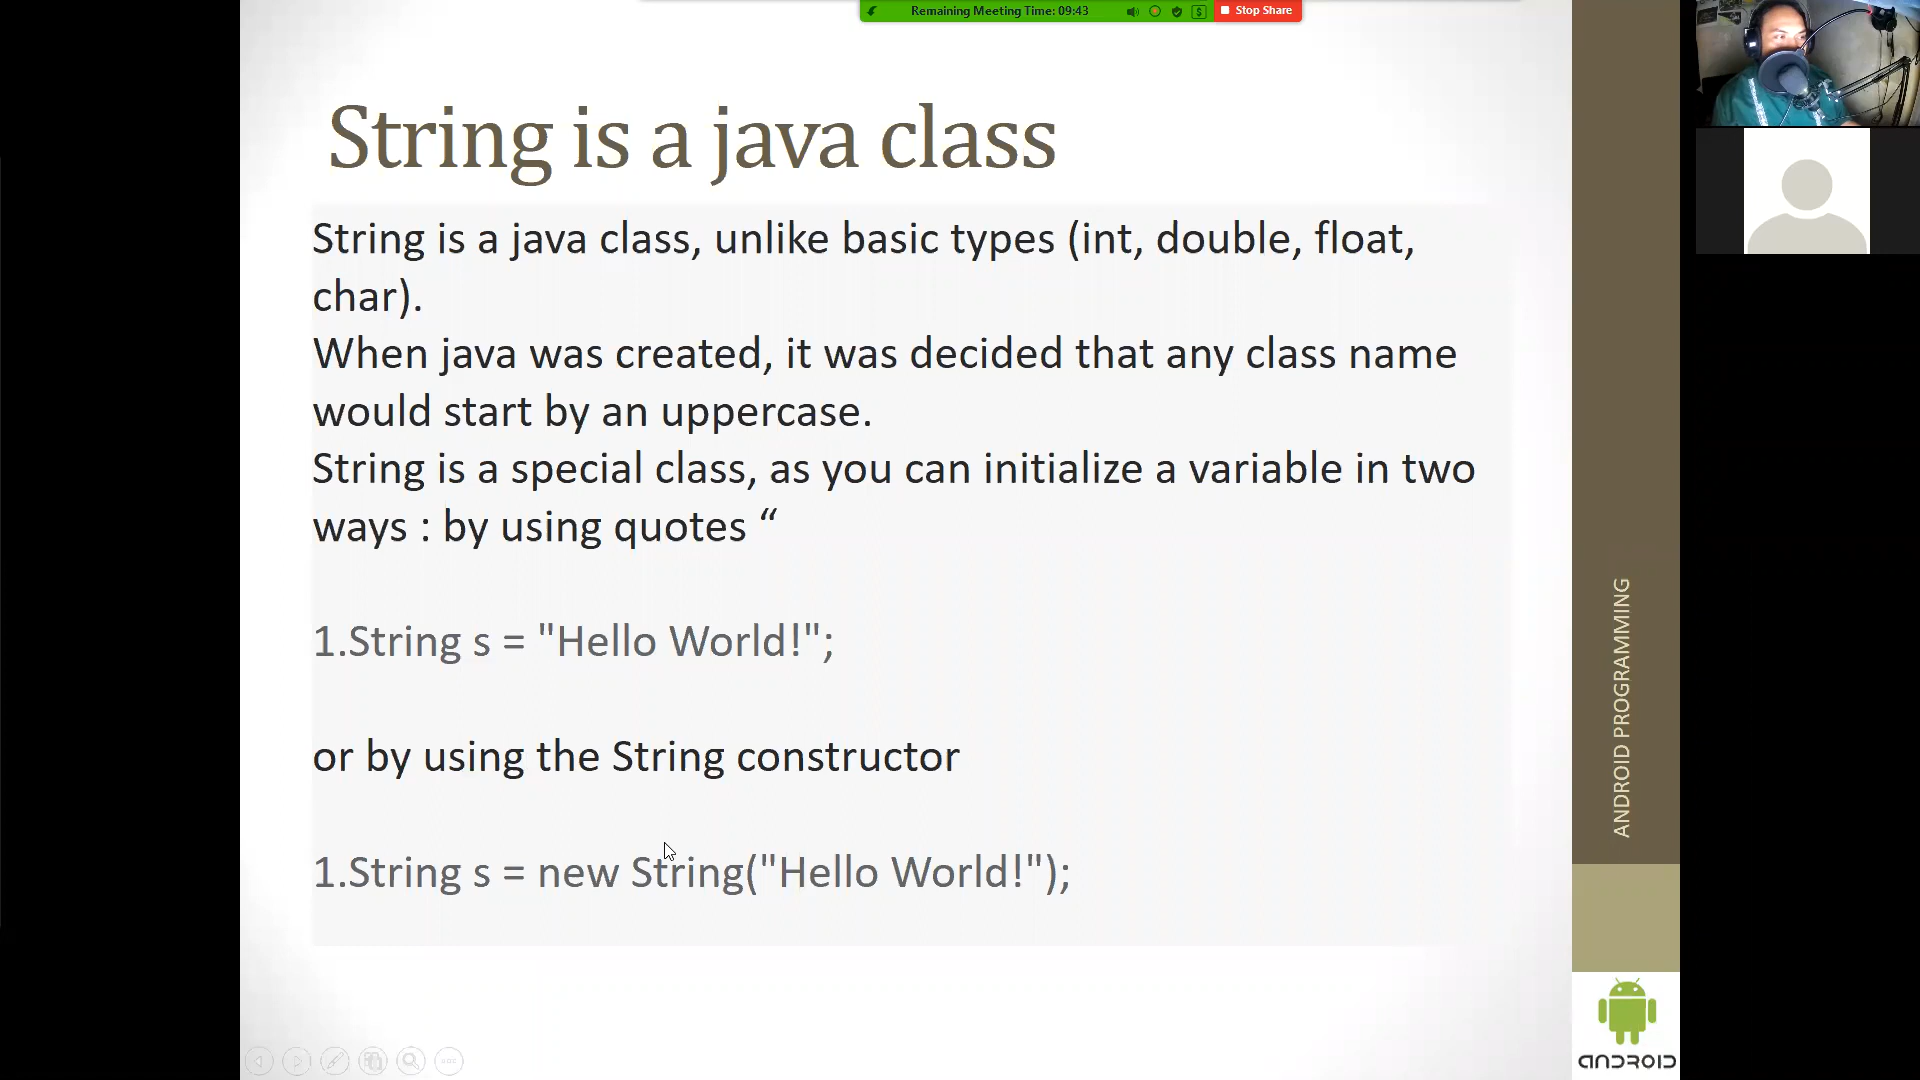 Remaining Meeting Time: 09:43
Stop Share
String is a java class
String is a java class, unlike basic types (int, double, float,
char).
When java was created, it was decided that any class name
would start by an uppercase.
String is a special class, as you can initialize a variable in two
ways : by using quotes “
1.String s = "Hello World!";
or by using the String constructor
1.String s = new String("Hello World!");
ANDROID PROGRAMMING
ANDROID